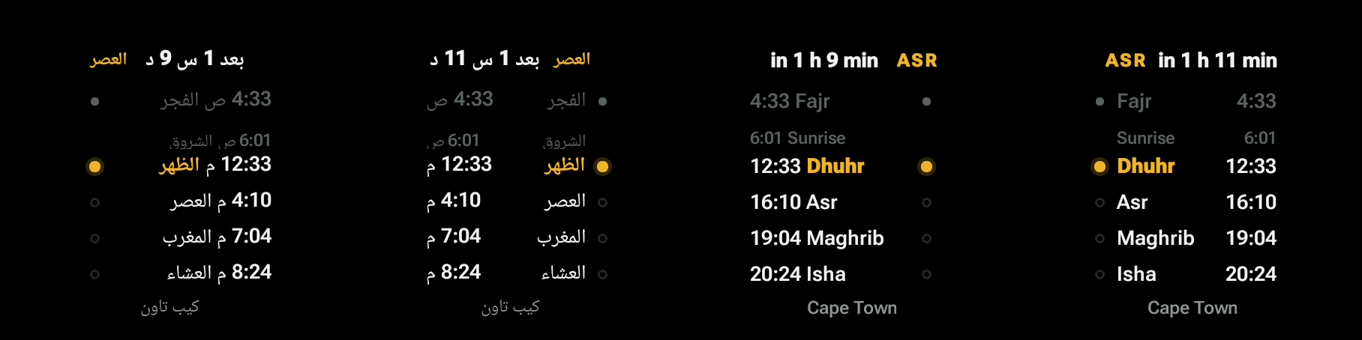 بعد 1 س 9 د العصر
4:33 ص الفجر
6:01 ص الشروق
12:33 م الظهر
4:10 م العصر
7:04 م المغرب
8:24 م العشاء
كيب تاون
العصر بعد 1 س 11 د
الفجر 4:33 ص
الشروق 6:01 ص
الظهر 12:33 م
العصر 4:10 م
المغرب 7:04 م
العشاء 8:24 م
كيب تاون
in 1 h 9 min ASR
4:33 Fajr
6:01 Sunrise
12:33 Dhuhr
16:10 Asr
19:04 Maghrib
20:24 Isha
Cape Town
ASR in 1 h 11 min
Fajr 4:33
Sunrise 6:01
Dhuhr 12:33
Asr 16:10
Maghrib 19:04
Isha 20:24
Cape Town